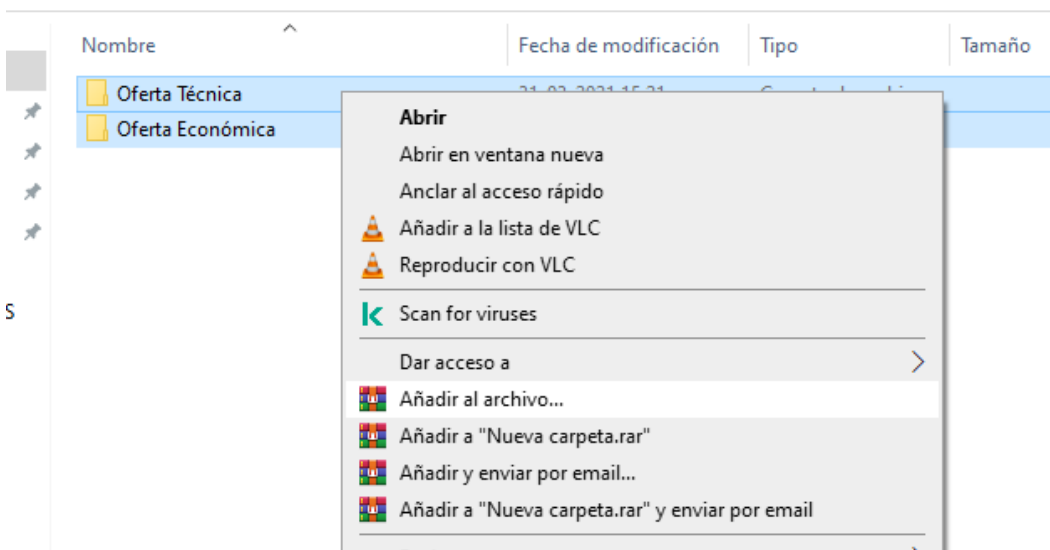 Nombre Fecha de modificación Tipo Tamaño
Oferta Técnica
Oferta Económica
Abrir
Abrir en ventana nueva
Anclar al acceso rápido
Añadir a la lista de VLC
Reproducir con VLC
S
Scan for viruses
Dar acceso a
Añadir al archivo...
Añadir a "Nueva carpeta.rar"
Añadir y enviar por email...
Añadir a "Nueva carpeta.rar" y enviar por email